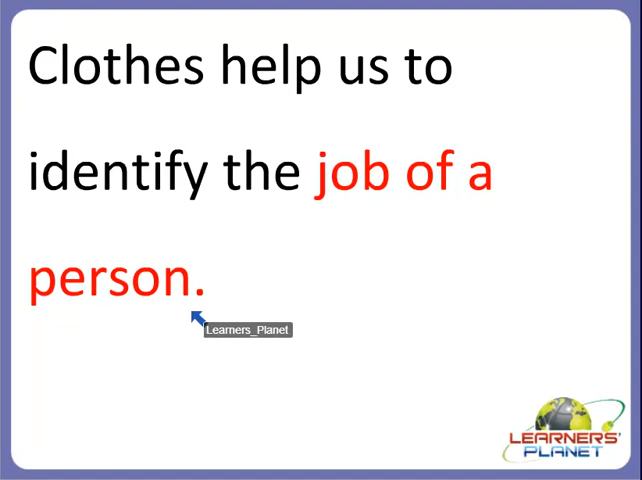 Clothes help us to
identify the job of a
person.
Learners_Planet
LEARNERS'
PLANET